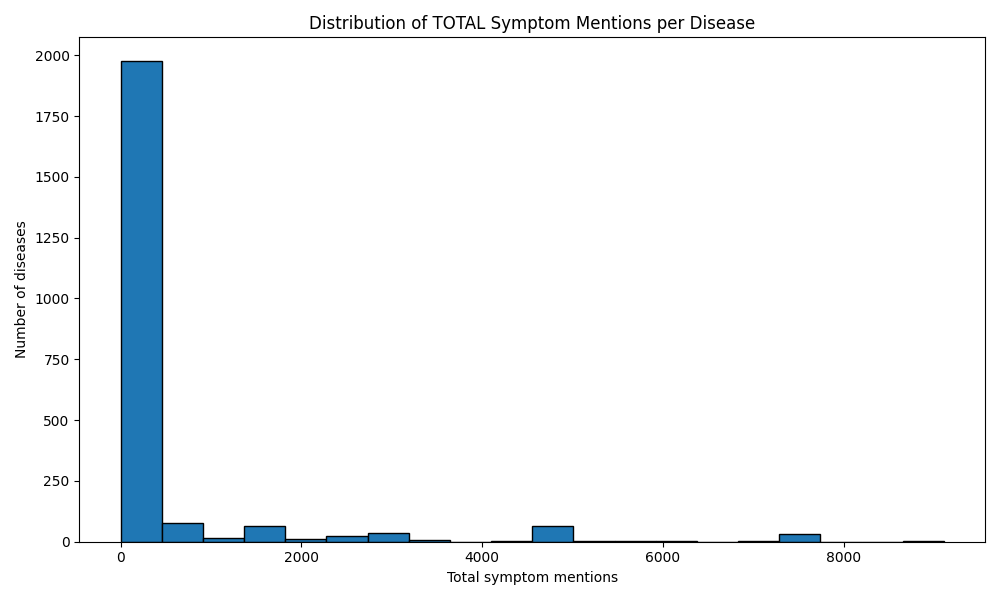 Distribution of TOTAL Symptom Mentions per Disease
2000
1750
1500
1250
1000
750
500
250
0
Number of diseases
0 2000 4000 6000 8000
Total symptom mentions